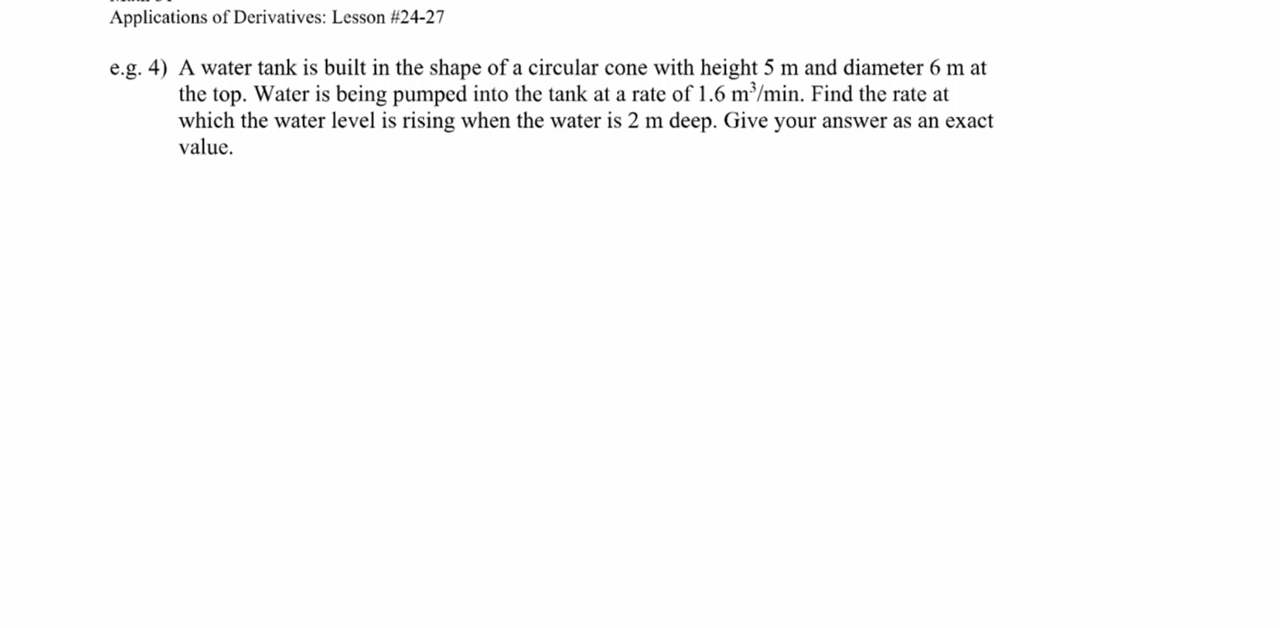 Applications of Derivatives: Lesson #24-27
e.g. 4) A water tank is built in the shape of a circular cone with height 5 m and diameter 6 m at
the top. Water is being pumped into the tank at a rate of 1.6 m³/min. Find the rate at
which the water level is rising when the water is 2 m deep. Give your answer as an exact
value.